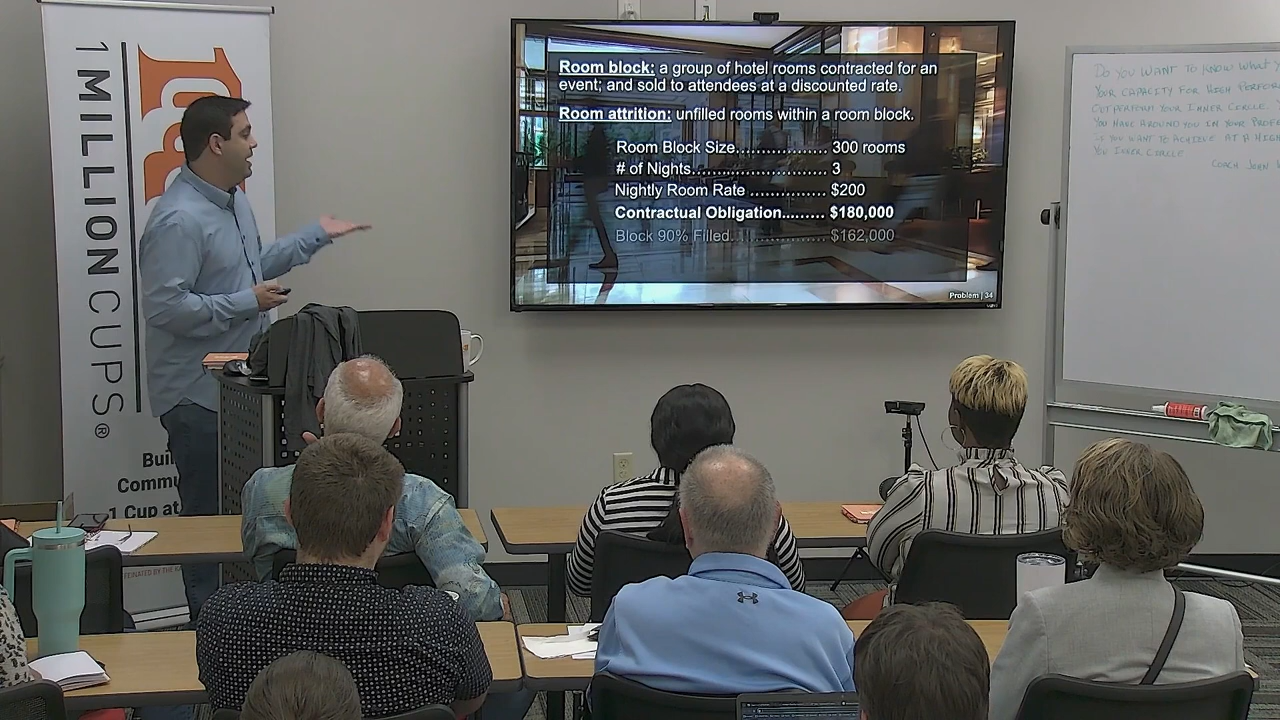 1 MILLION CUPS®
Buil
Commu
1 Cup at
Room block: a group of hotel rooms contracted for an
event; and sold to attendees at a discounted rate.
Room attrition: unfilled rooms within a room block.
Room Block Size................ 300 rooms
# of Nights......................... 3
Nightly Room Rate .............. $200
Contractual Obligation......... $180,000
Block 90% Filled.................. $162,000
Problem | 34
DO YOU WANT TO KNOW WHAT Y
YOUR CAPACITY FOR HIGH PERFOR
OUTPERFORM YOUR INNER CIRCLE.
YOU HAVE AROUND YOU IN YOUR PROFE
IF YOU WANT TO ACHIEVE AT A HIGH
YOU INNER CIRCLE
COACH JOHN